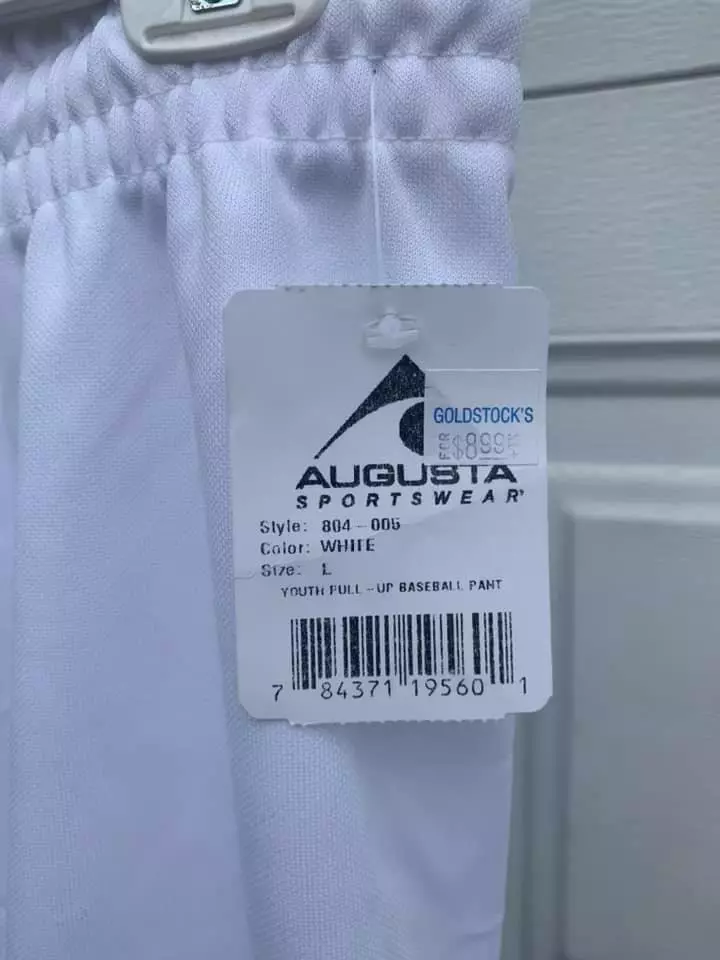 GOLDSTOCK'S
FOR $8.99
AUGUSTA
SPORTSWEAR
Style: 804-005
Color: WHITE
Size: L
YOUTH PULL-UP BASEBALL PANT
7 84371 19560 1